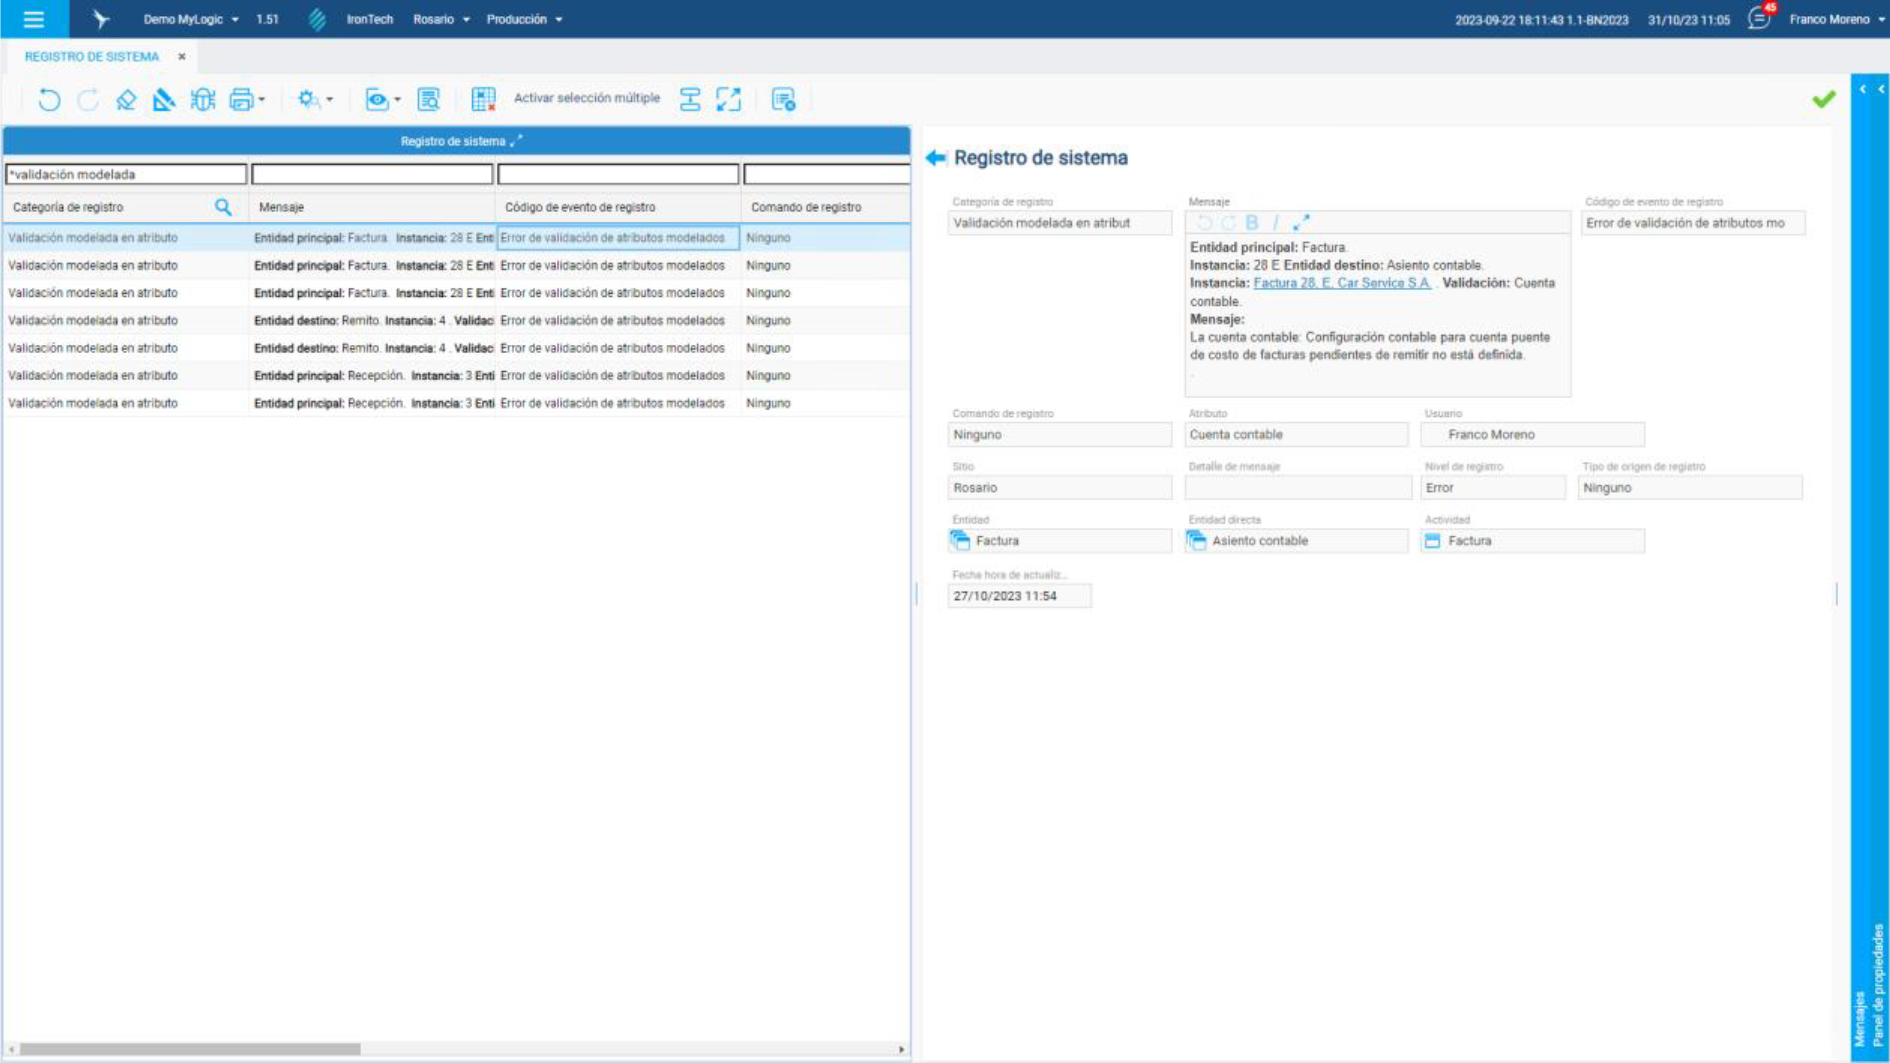 Demo MyLogic 1.51 IronTech Rosario Producción 2023-09-22 18:11:43 1.1-BN2023 31/10/23 11:05 45 Franco Moreno
REGISTRO DE SISTEMA ×
Activar selección múltiple
Registro de sistema
*validación modelada
Categoría de registro Mensaje Código de evento de registro Comando de registro
Validación modelada en atributo Entidad principal: Factura. Instancia: 28 E Enti Error de validación de atributos modelados Ninguno
Validación modelada en atributo Entidad principal: Factura. Instancia: 28 E Enti Error de validación de atributos modelados Ninguno
Validación modelada en atributo Entidad principal: Factura. Instancia: 28 E Enti Error de validación de atributos modelados Ninguno
Validación modelada en atributo Entidad destino: Remito. Instancia: 4 . Validac Error de validación de atributos modelados Ninguno
Validación modelada en atributo Entidad destino: Remito. Instancia: 4 . Validac Error de validación de atributos modelados Ninguno
Validación modelada en atributo Entidad principal: Recepción. Instancia: 3 Enti Error de validación de atributos modelados Ninguno
Validación modelada en atributo Entidad principal: Recepción. Instancia: 3 Enti Error de validación de atributos modelados Ninguno
Registro de sistema
Categoría de registro Mensaje Código de evento de registro
Validación modelada en atribut B I Error de validación de atributos mo
Entidad principal: Factura.
Instancia: 28 E Entidad destino: Asiento contable.
Instancia: Factura 28, E, Car Service S.A. . Validación: Cuenta
contable.
Mensaje:
La cuenta contable: Configuración contable para cuenta puente
de costo de facturas pendientes de remitir no está definida.
.
Comando de registro Atributo Usuario
Ninguno Cuenta contable Franco Moreno
Sitio Detalle de mensaje Nivel de registro Tipo de origen de registro
Rosario Error Ninguno
Entidad Entidad directa Actividad
Factura Asiento contable Factura
Fecha hora de actualiz...
27/10/2023 11:54
Mensajes
Panel de propiedades